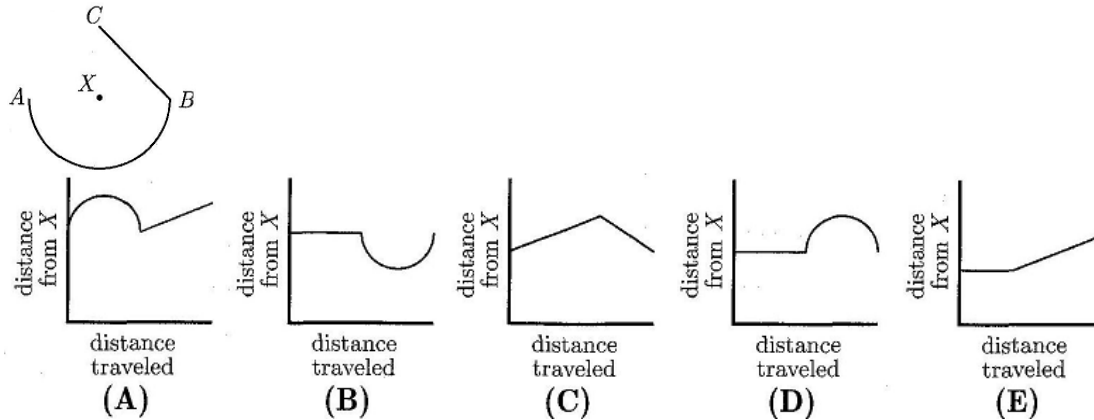 C
X
A
B
distance from X
distance traveled
(A)
distance from X
distance traveled
(B)
distance from X
distance traveled
(C)
distance from X
distance traveled
(D)
distance from X
distance traveled
(E)